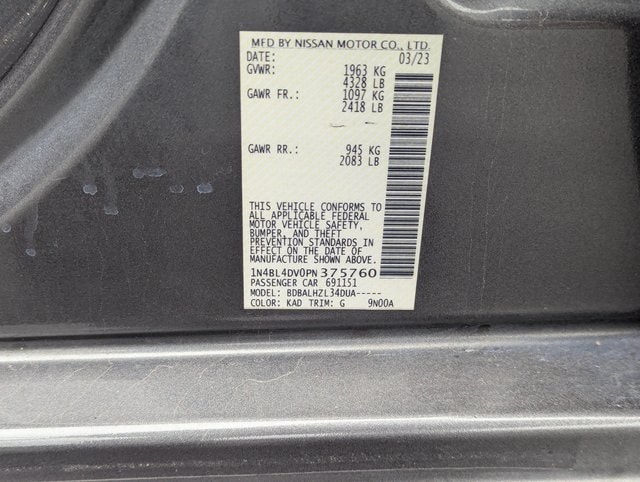 MFD BY NISSAN MOTOR CO., LTD.
DATE: 03/23
GVWR: 1963 KG
4328 LB
GAWR FR.: 1097 KG
2418 LB
GAWR RR.: 945 KG
2083 LB
THIS VEHICLE CONFORMS TO
ALL APPLICABLE FEDERAL
MOTOR VEHICLE SAFETY,
BUMPER, AND THEFT
PREVENTION STANDARDS IN
EFFECT ON THE DATE OF
MANUFACTURE SHOWN ABOVE.
1N4BL4DV0PN375760
PASSENGER CAR 691151
MODEL: BDBALHZL34DUA-----
COLOR: KAD TRIM: G 9N00A